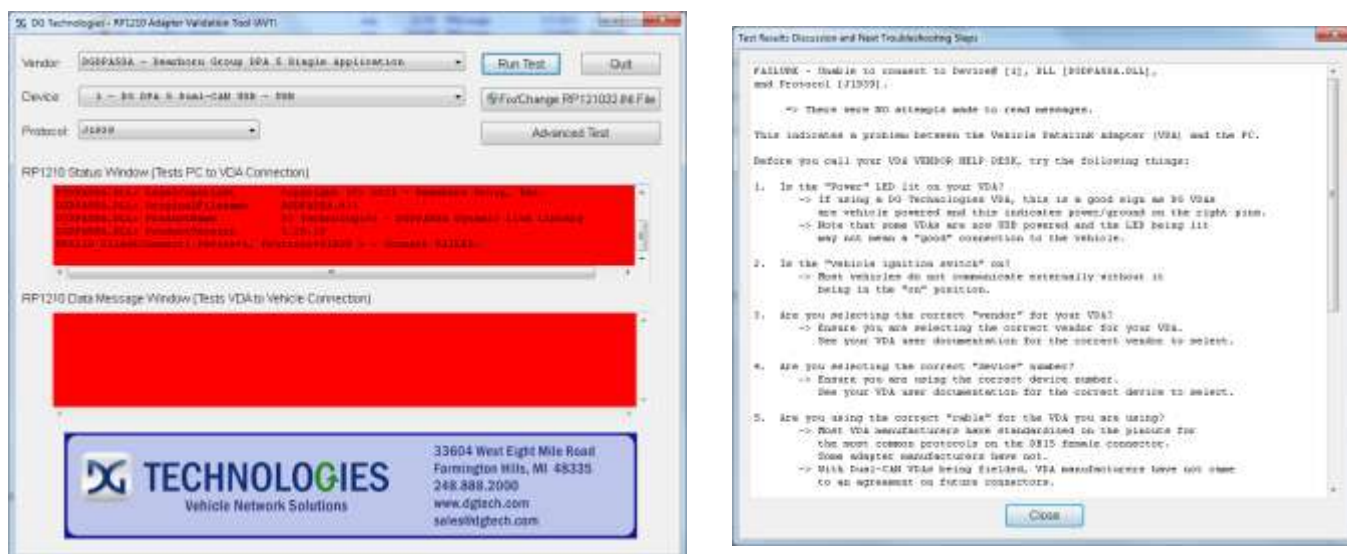 DG Technologies - RP1210 Adapter Validation Tool (AVT)
Vendor: DGDPA5SA - Dearborn Group DPA 5 Single Application
Run Test
Quit
Device: 1 - DG DPA 5 Dual-CAN USB - USB
Fix/Change RP121032.INI File
Protocol: J1939
Advanced Test
RP1210 Status Window (Tests PC to VDA Connection)
RP1210 Data Message Window (Tests VDA to Vehicle Connection)
DG TECHNOLOGIES
Vehicle Network Solutions
33604 West Eight Mile Road
Farmington Hills, MI 48335
248.888.2000
www.dgtech.com
sales@dgtech.com
Test Results Discussion and Next Troubleshooting Steps
FAILURE - Unable to connect to Device# [1], DLL [DGDPA5SA.DLL],
and Protocol [J1939].
=> There were NO attempts made to read messages.
This indicates a problem between the Vehicle Datalink Adapter (VDA) and the PC.
Before you call your VDA VENDOR HELP DESK, try the following things:
1. Is the "Power" LED lit on your VDA?
-> If using a DG Technologies VDA, this is a good sign as DG VDAs
are vehicle powered and this indicates power/ground on the right pins.
-> Note that some VDAs are now USB powered and the LED being lit
may not mean a "good" connection to the vehicle.
2. Is the "vehicle ignition switch" on?
-> Most vehicles do not communicate externally without it
being in the "on" position.
3. Are you selecting the correct "vendor" for your VDA?
-> Ensure you are selecting the correct vendor for your VDA.
See your VDA user documentation for the correct vendor to select.
4. Are you selecting the correct "device" number?
-> Ensure you are using the correct device number.
See your VDA user documentation for the correct device to select.
5. Are you using the correct "cable" for the VDA you are using?
-> Most VDA manufacturers have standardized on the pinouts for
the most common protocols on the DB15 female connector.
Some adapter manufacturers have not.
-> With Dual-CAN VDAs being fielded, VDA manufacturers have not came
to an agreement on future connectors.
Close